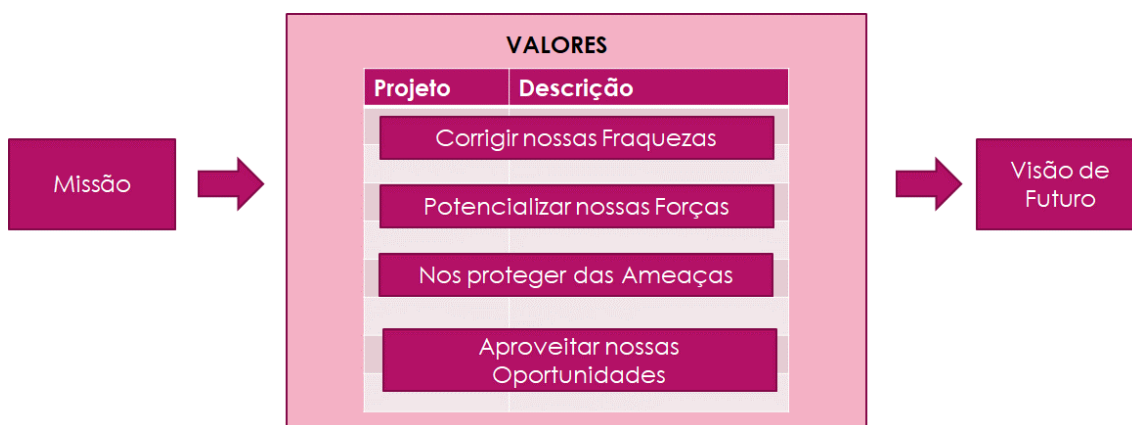 VALORES
Projeto Descrição
Corrigir nossas Fraquezas
Missão
Potencializar nossas Forças
Nos proteger das Ameaças
Aproveitar nossas
Oportunidades
Visão de
Futuro